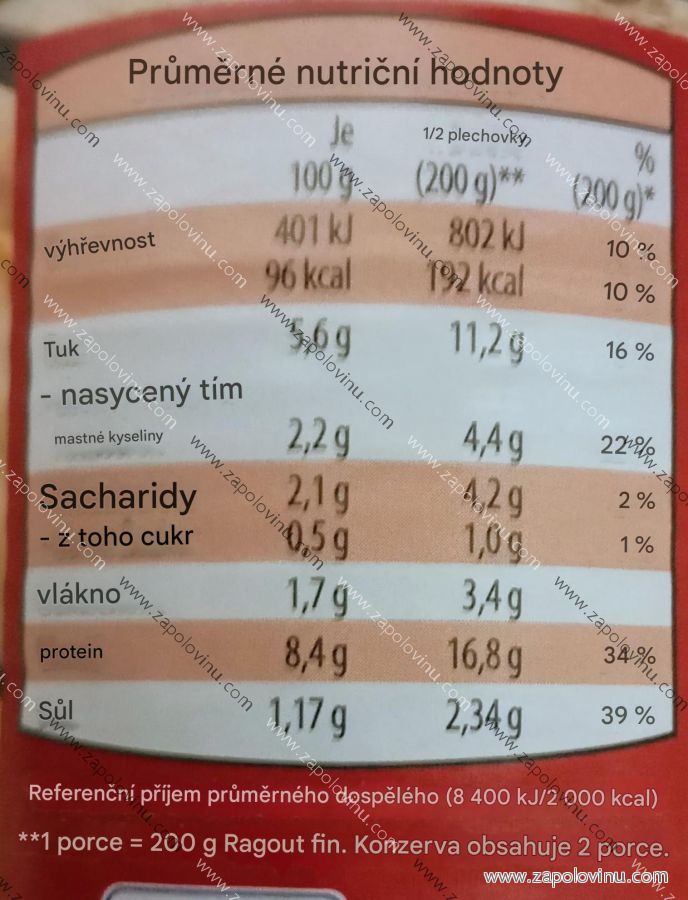 Průměrné nutriční hodnoty
Je 1/2 plechovky %
100 g (200 g)** (200 g)*
výhřevnost 401 kJ 802 kJ 10 %
96 kcal 192 kcal 10 %
Tuk 5,6 g 11,2 g 16 %
- nasycený tím
mastné kyseliny 2,2 g 4,4 g 22 %
Sacharidy 2,1 g 4,2 g 2 %
- z toho cukr 0,5 g 1,0 g 1 %
vlákno 1,7 g 3,4 g
protein 8,4 g 16,8 g 34 %
Sůl 1,17 g 2,34 g 39 %
Referenční příjem průměrného dospělého (8 400 kJ/2 000 kcal)
**1 porce = 200 g Ragout fin. Konzerva obsahuje 2 porce.
www.zapolovinu.com